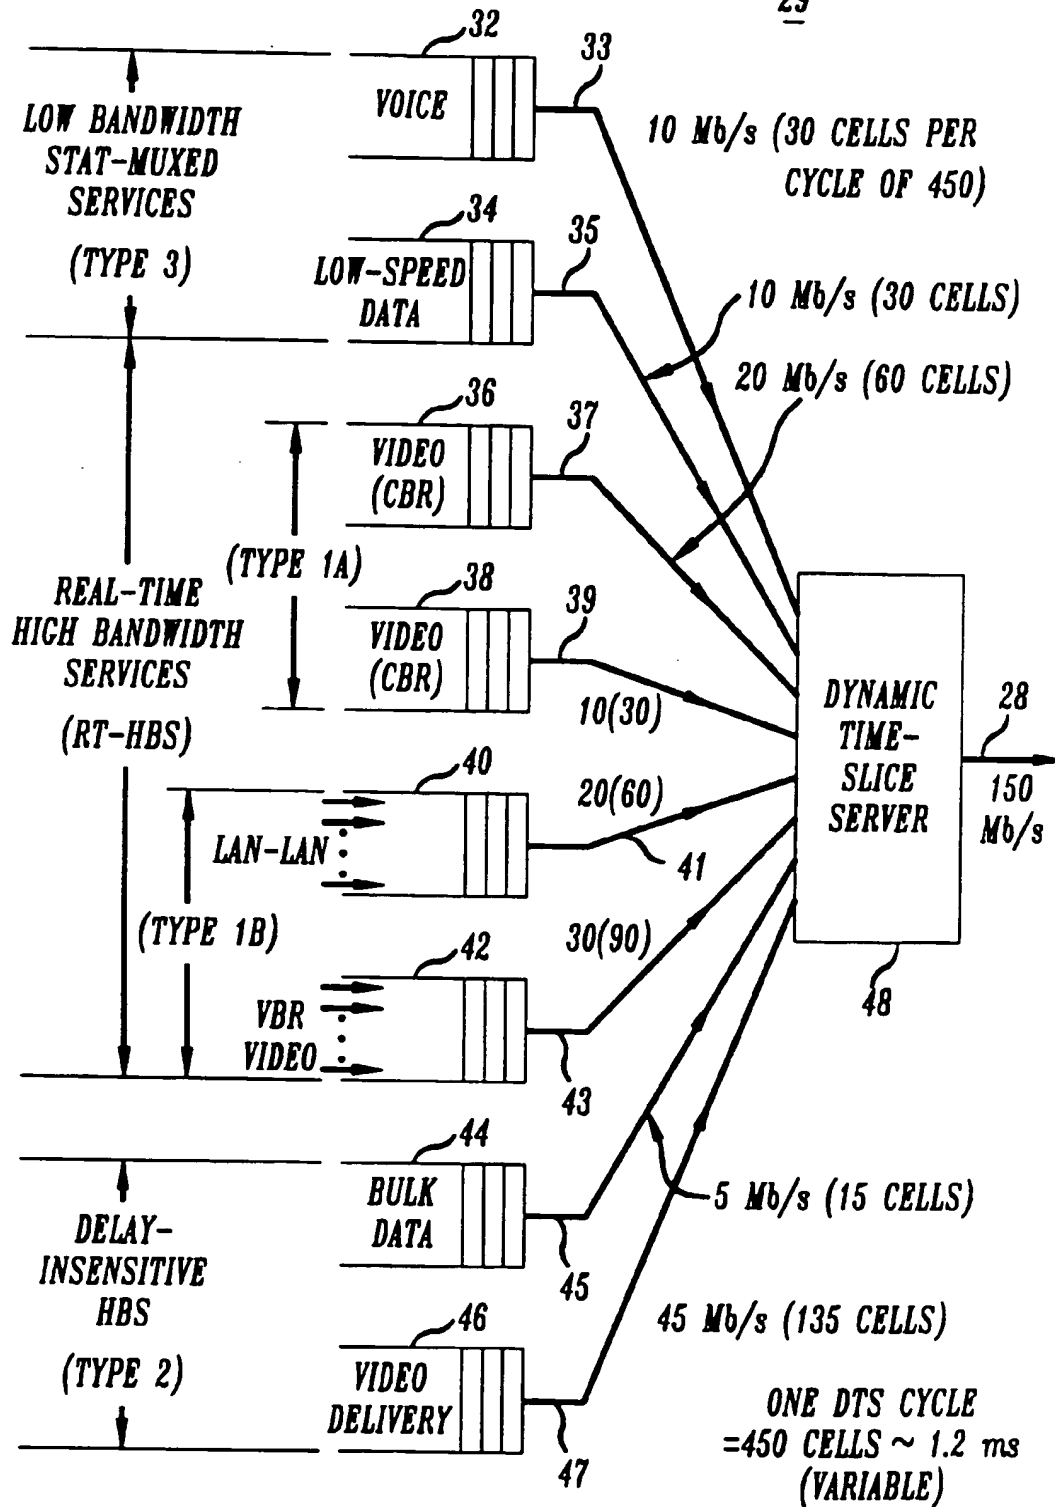 29
32
VOICE
33
LOW BANDWIDTH
STAT-MUXED
SERVICES
(TYPE 3)
10 Mb/s (30 CELLS PER
CYCLE OF 450)
34
LOW-SPEED
DATA
35
10 Mb/s (30 CELLS)
20 Mb/s (60 CELLS)
36
VIDEO
(CBR)
37
(TYPE 1A)
REAL-TIME
HIGH BANDWIDTH
SERVICES
(RT-HBS)
38
VIDEO
(CBR)
39
10(30)
DYNAMIC
TIME-
SLICE
SERVER
28
150
Mb/s
48
40
LAN-LAN
20(60)
41
(TYPE 1B)
42
VBR
VIDEO
30(90)
43
44
BULK
DATA
45
5 Mb/s (15 CELLS)
DELAY-
INSENSITIVE
HBS
(TYPE 2)
46
VIDEO
DELIVERY
47
45 Mb/s (135 CELLS)
ONE DTS CYCLE
=450 CELLS ~ 1.2 ms
(VARIABLE)